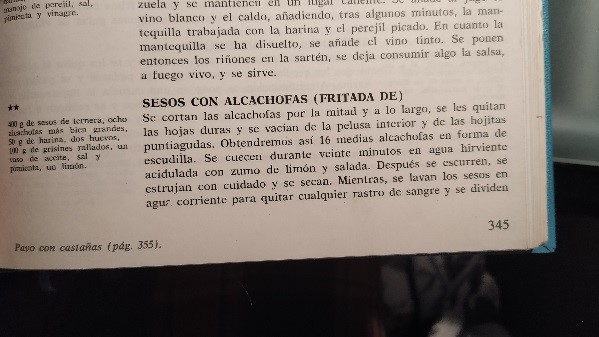 manojo de perejil, sal,
pimienta y vinagre.
zuela y se mantienen en un lugar caliente. Se añade al
vino blanco y el caldo, añadiendo, tras algunos minutos, la man-
tequilla trabajada con la harina y el perejil picado. En cuanto la
mantequilla se ha disuelto, se añade el vino tinto. Se ponen
entonces los riñones en la sartén, se deja consumir algo la salsa,
a fuego vivo, y se sirve.
★★
400 g de sesos de ternera, ocho
alcachofas más bien grandes,
50 g de harina, dos huevos,
100 g de grisines rallados, un
vaso de aceite, sal y
pimienta, un limón.
SESOS CON ALCACHOFAS (FRITADA DE)
Se cortan las alcachofas por la mitad y a lo largo, se les quitan
las hojas duras y se vacían de la pelusa interior y de las hojitas
puntiagudas. Obtendremos así 16 medias alcachofas en forma de
escudilla. Se cuecen durante veinte minutos en agua hirviente
acidulada con zumo de limón y salada. Después se escurren, se
estrujan con cuidado y se secan. Mientras, se lavan los sesos en
agua corriente para quitar cualquier rastro de sangre y se dividen
345
Pavo con castañas (pág. 355).